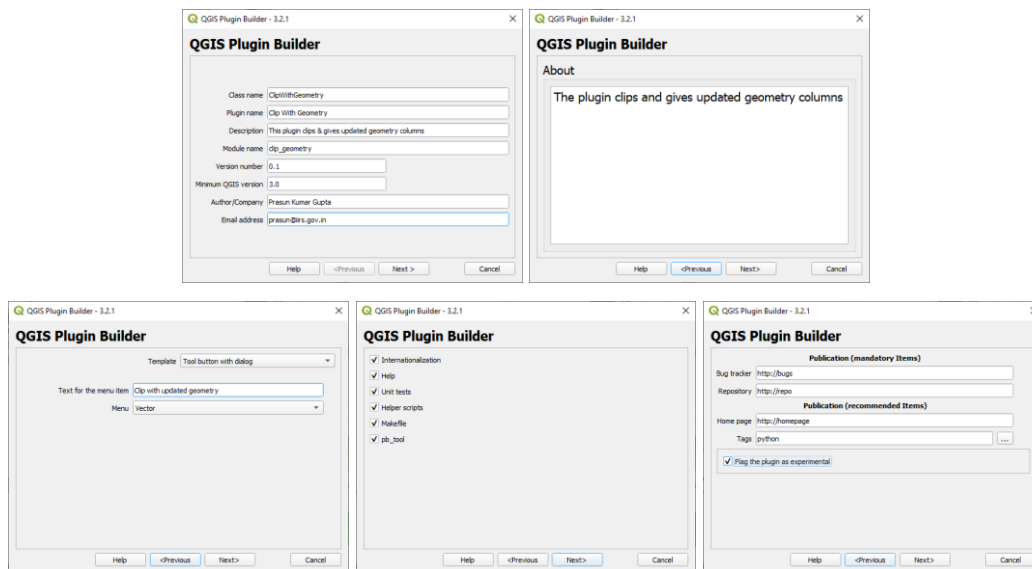 QGIS Plugin Builder - 3.2.1
QGIS Plugin Builder
Class name ClipWithGeometry
Plugin name Clip With Geometry
Description This plugin clips & gives updated geometry columns
Module name clip_geometry
Version number 0.1
Minimum QGIS version 3.0
Author/Company Prasun Kumar Gupta
Email address prasun@iirs.gov.in
Help <Previous Next > Cancel
QGIS Plugin Builder - 3.2.1
QGIS Plugin Builder
About
The plugin clips and gives updated geometry columns
Help <Previous Next> Cancel
QGIS Plugin Builder - 3.2.1
QGIS Plugin Builder
Template Tool button with dialog
Text for the menu item Clip with updated geometry
Menu Vector
Help <Previous Next> Cancel
QGIS Plugin Builder - 3.2.1
QGIS Plugin Builder
Internationalization
Help
Unit tests
Helper scripts
Makefile
pb_tool
Help <Previous Next> Cancel
QGIS Plugin Builder - 3.2.1
QGIS Plugin Builder
Publication (mandatory Items)
Bug tracker http://bugs
Repository http://repo
Publication (recommended Items)
Home page http://homepage
Tags python ...
Flag the plugin as experimental
Help <Previous Next> Cancel